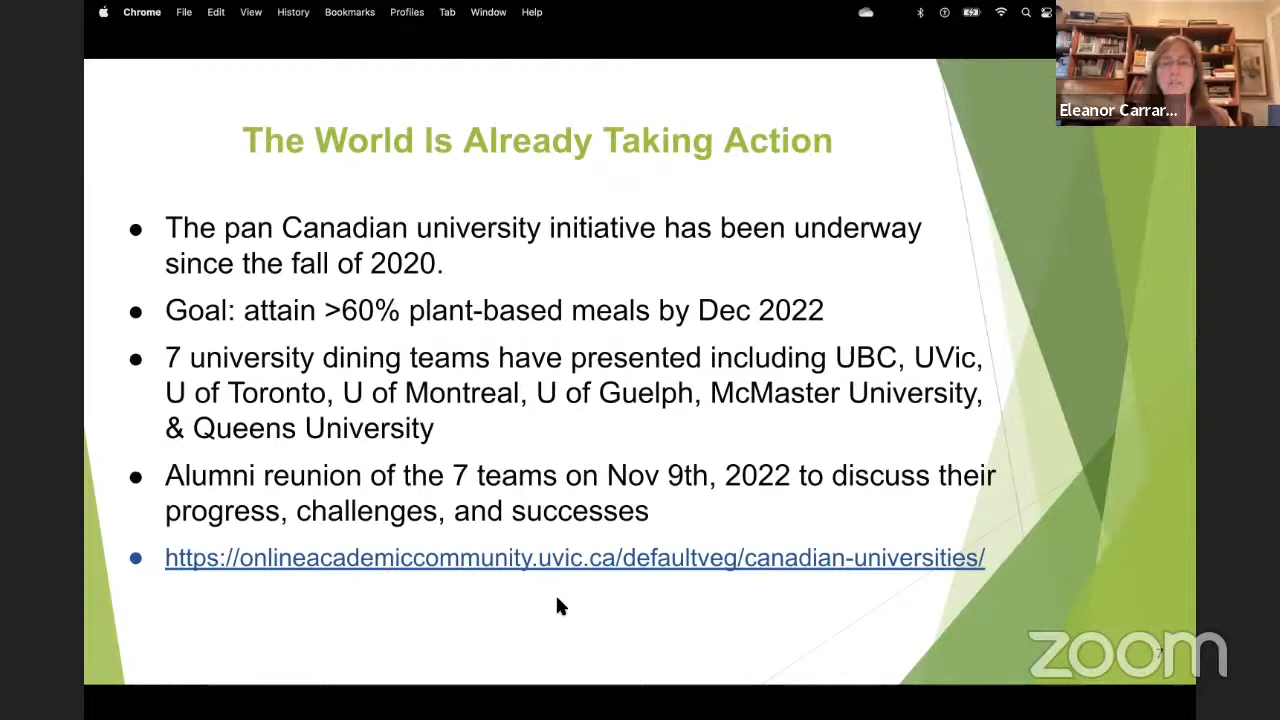 Chrome File Edit View History Bookmarks Profiles Tab Window Help
Eleanor Carrar...
The World Is Already Taking Action
● The pan Canadian university initiative has been underway
since the fall of 2020.
● Goal: attain >60% plant-based meals by Dec 2022
● 7 university dining teams have presented including UBC, UVic,
U of Toronto, U of Montreal, U of Guelph, McMaster University,
& Queens University
● Alumni reunion of the 7 teams on Nov 9th, 2022 to discuss their
progress, challenges, and successes
● https://onlineacademiccommunity.uvic.ca/defaultveg/canadian-universities/
7
zoom